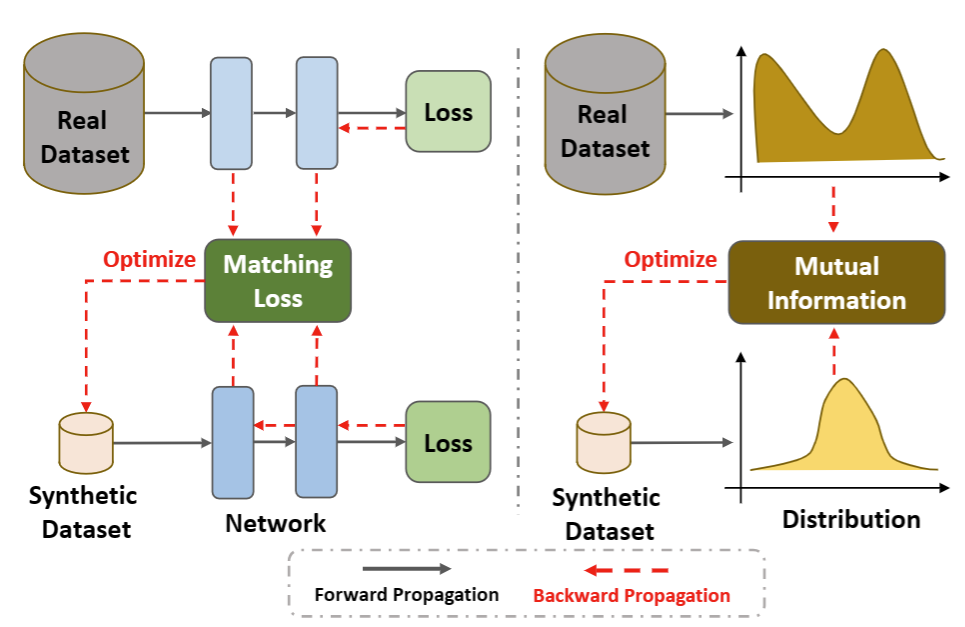 Real
Dataset
Loss
Optimize
Matching
Loss
Loss
Synthetic
Dataset
Network
Real
Dataset
Optimize
Mutual
Information
Synthetic
Dataset
Distribution
Forward Propagation
Backward Propagation